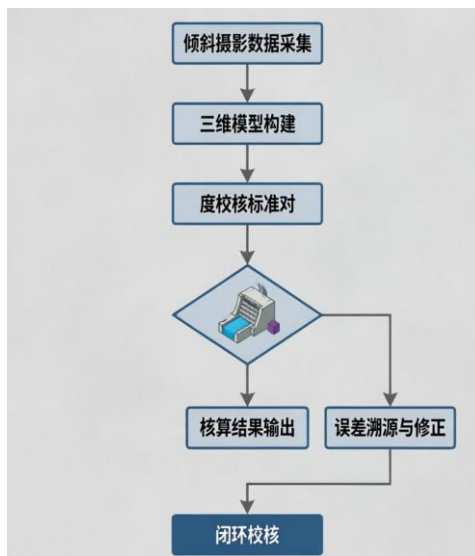 倾斜摄影数据采集
三维模型构建
度校核标准对
核算结果输出
误差溯源与修正
闭环校核